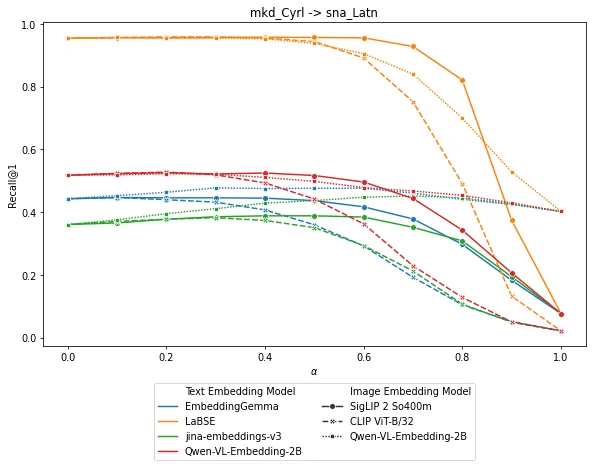 mkd_Cyrl -> sna_Latn
1.0
0.8
0.6
0.4
0.2
0.0
Recall@1
0.0 0.2 0.4 0.6 0.8 1.0
α
Text Embedding Model
EmbeddingGemma
LaBSE
jina-embeddings-v3
Qwen-VL-Embedding-2B
Image Embedding Model
SigLIP 2 So400m
CLIP ViT-B/32
Qwen-VL-Embedding-2B